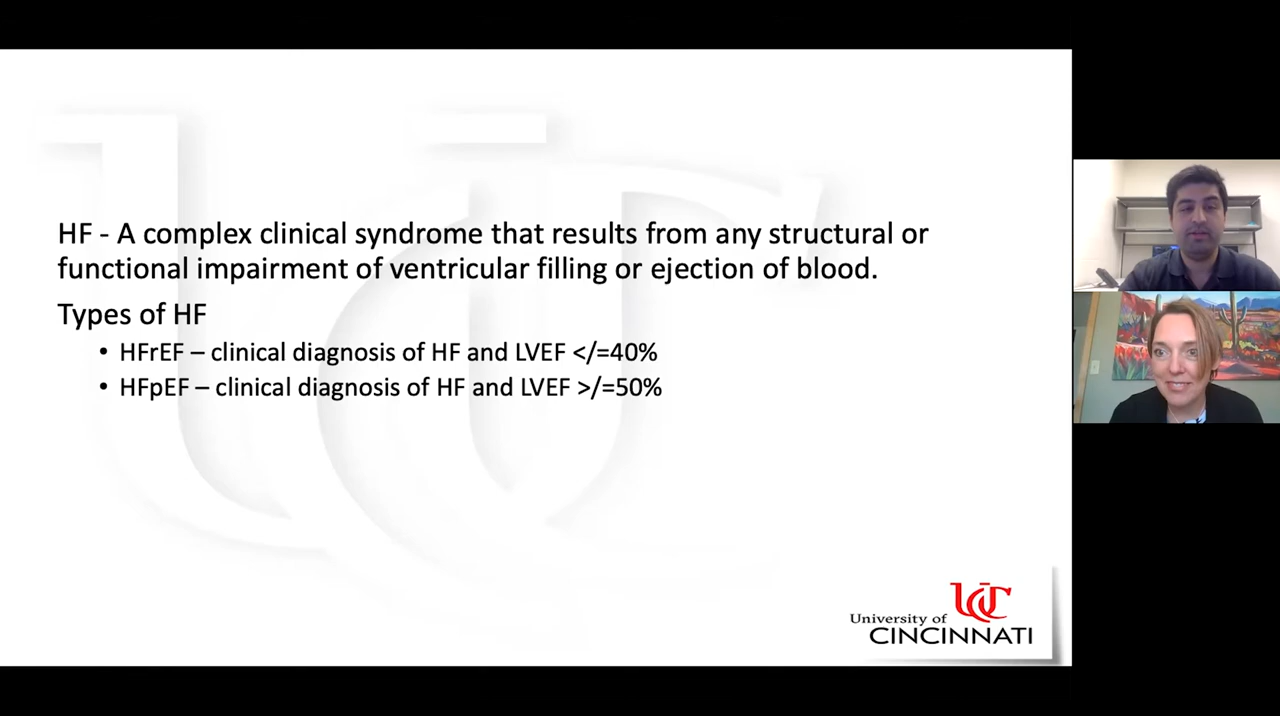 HF - A complex clinical syndrome that results from any structural or
functional impairment of ventricular filling or ejection of blood.
Types of HF
• HFrEF – clinical diagnosis of HF and LVEF </=40%
• HFpEF – clinical diagnosis of HF and LVEF >/=50%
UC
University of
CINCINNATI